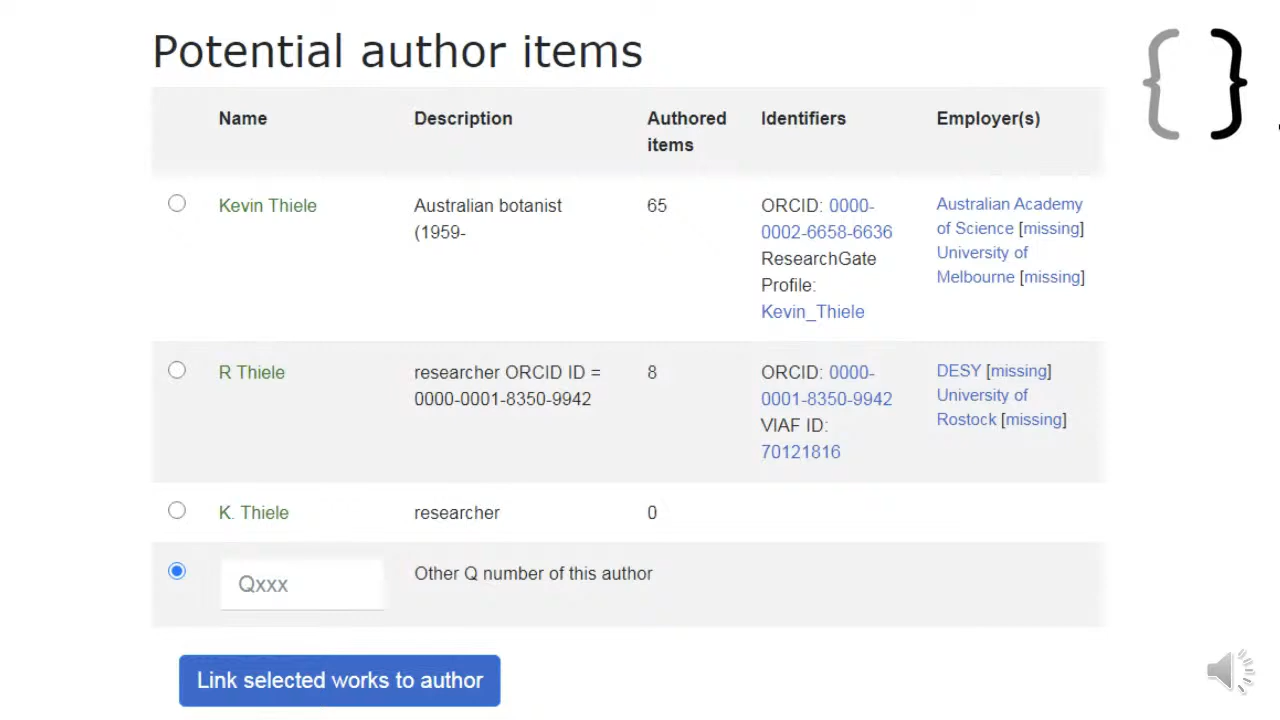 Potential author items
Name Description Authored items Identifiers Employer(s)
Kevin Thiele
Australian botanist
(1959-
65
ORCID: 0000-
0002-6658-6636
ResearchGate
Profile:
Kevin_Thiele
Australian Academy
of Science [missing]
University of
Melbourne [missing]
R Thiele
researcher ORCID ID =
0000-0001-8350-9942
8
ORCID: 0000-
0001-8350-9942
VIAF ID:
70121816
DESY [missing]
University of
Rostock [missing]
K. Thiele
researcher
0
Qxxx
Other Q number of this author
Link selected works to author